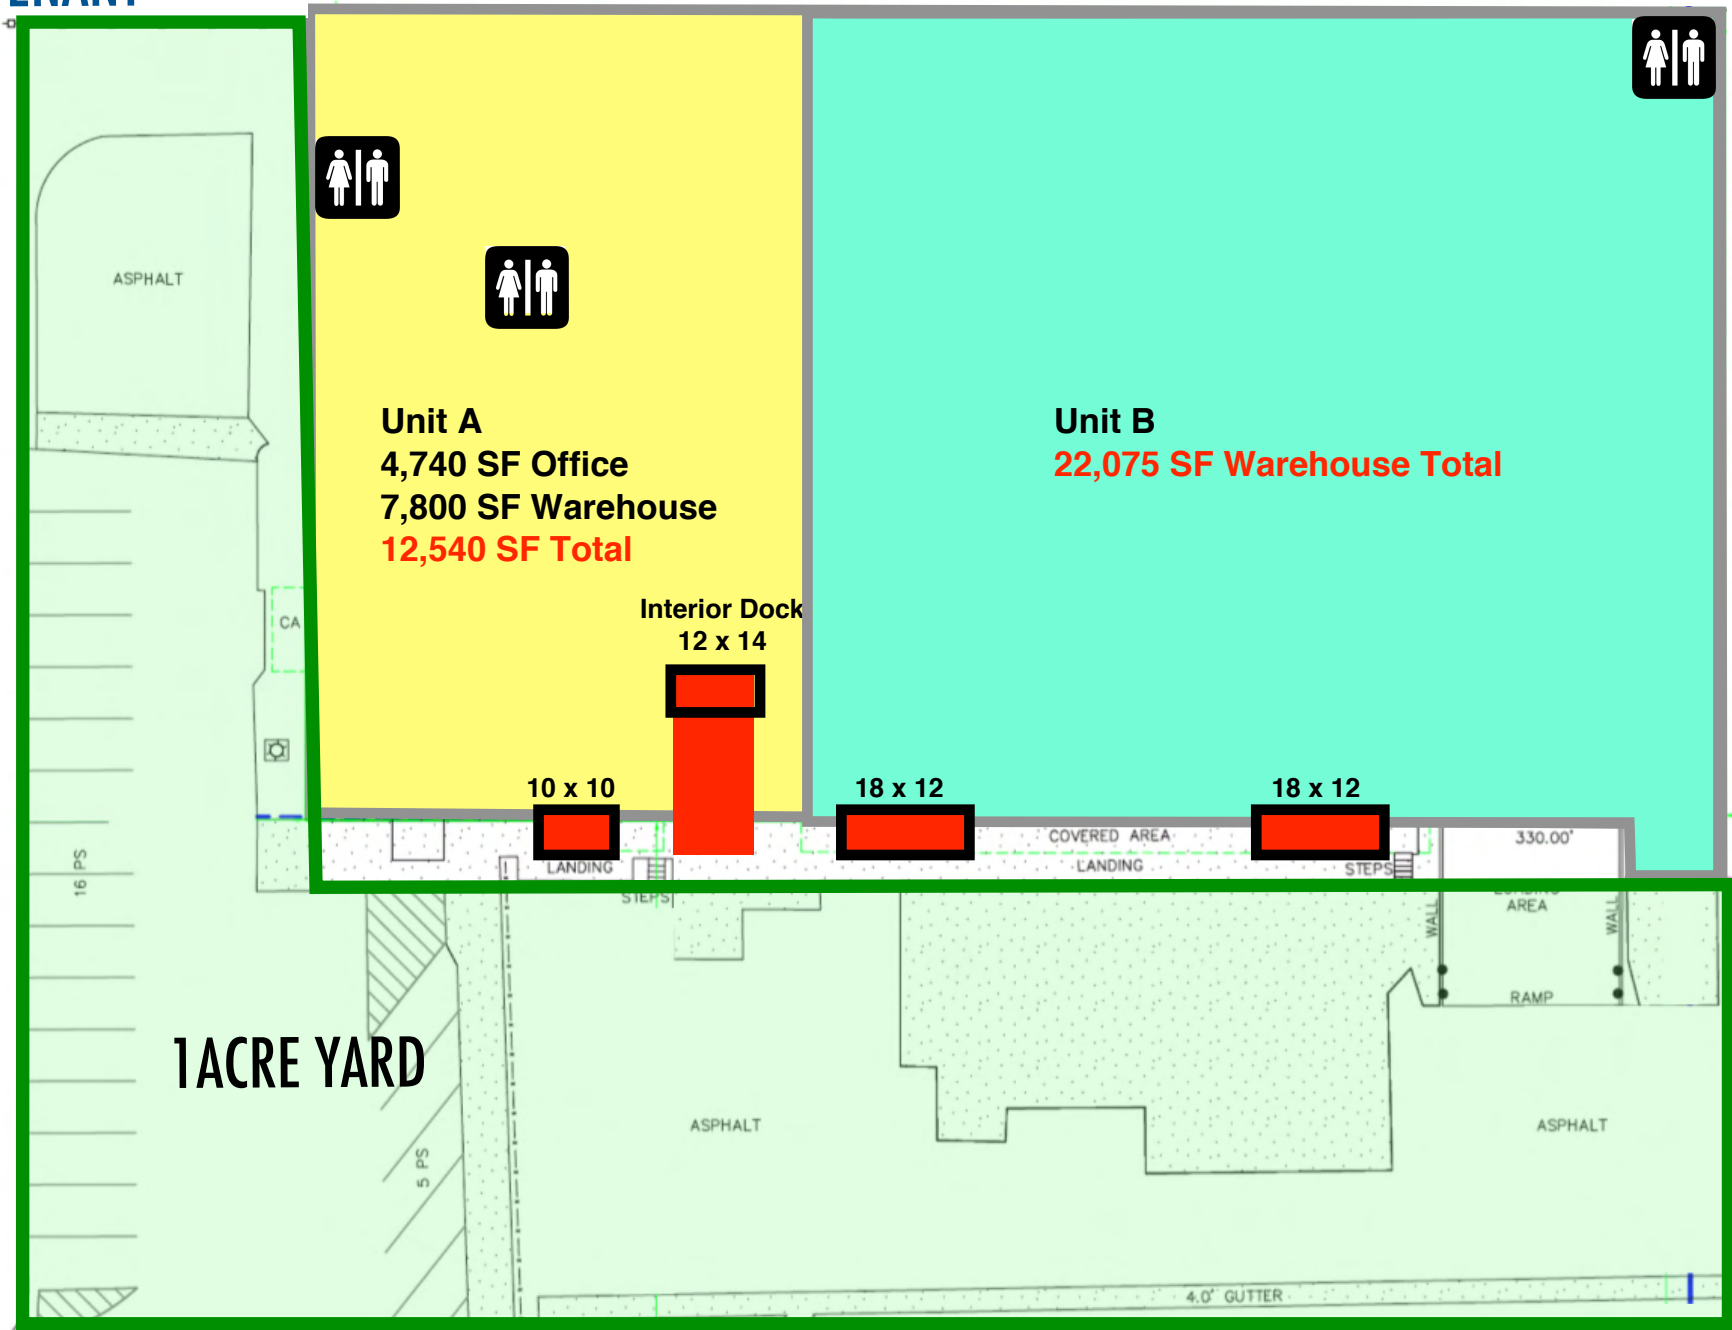 ASPHALT
Unit A
4,740 SF Office
7,800 SF Warehouse
12,540 SF Total
Unit B
22,075 SF Warehouse Total
Interior Dock
12 x 14
CA
10 x 10
18 x 12
18 x 12
COVERED AREA
330.00'
LANDING
LANDING
STEPS
STEPS
16 PS
WALL
AREA
WALL
RAMP
1ACRE YARD
5 PS
ASPHALT
ASPHALT
4.0' GUTTER